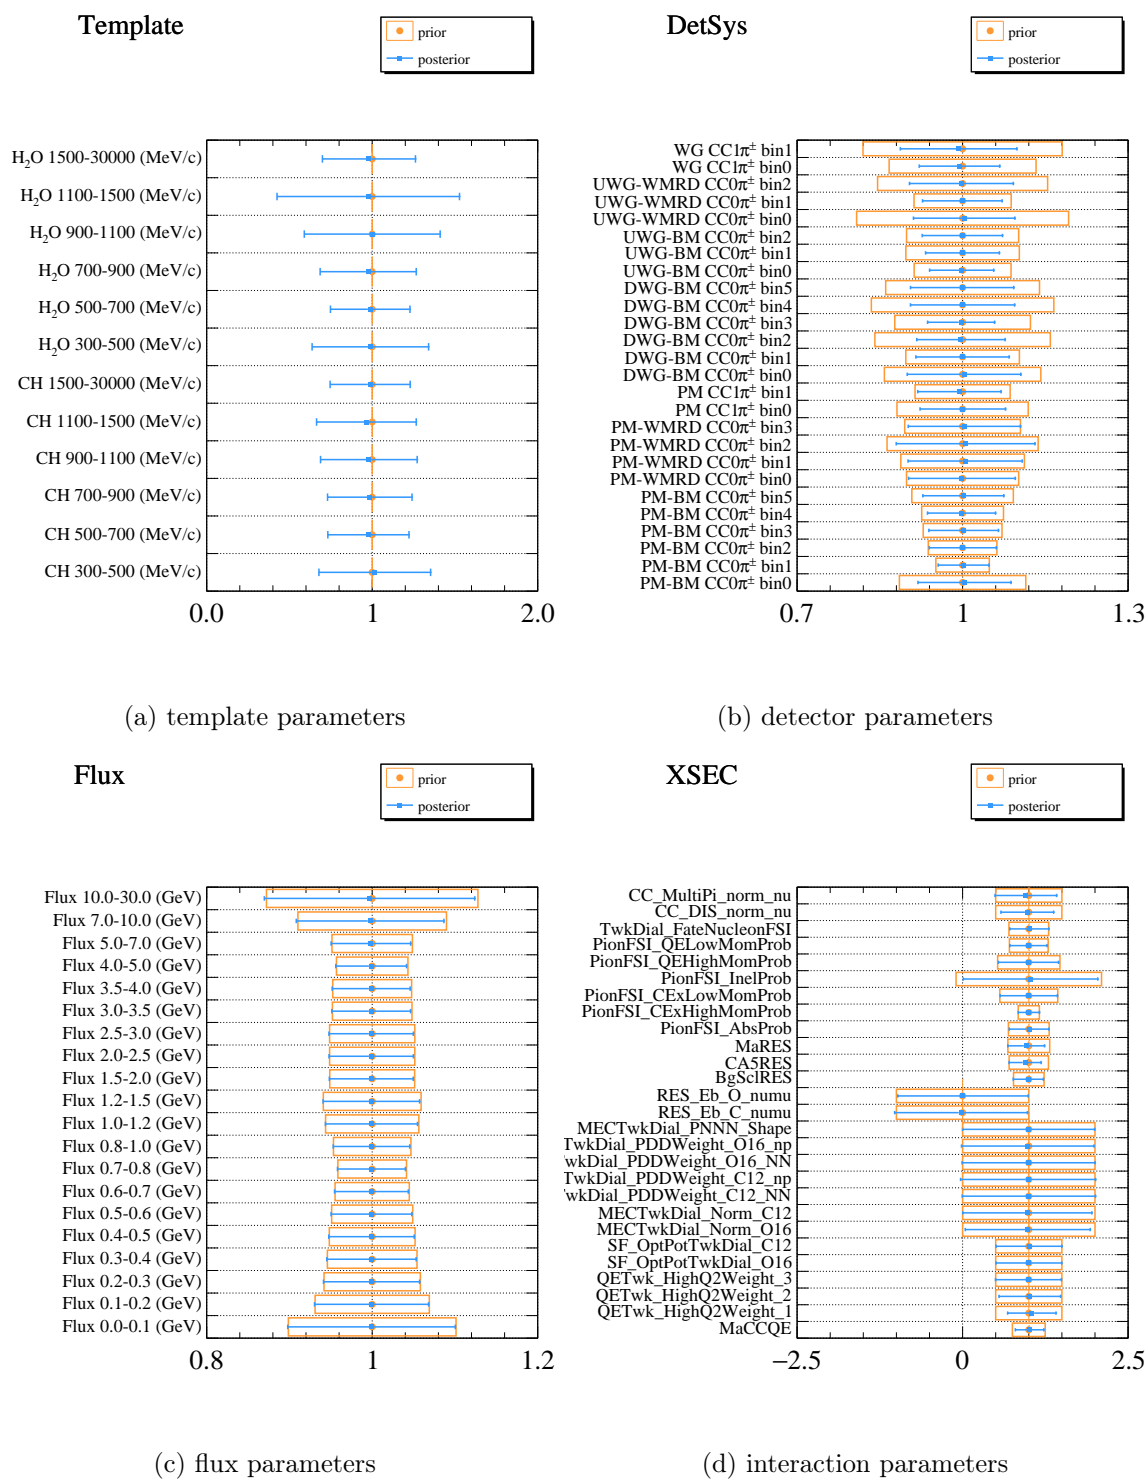 Template
prior
posterior
H₂O 1500-30000 (MeV/c)
H₂O 1100-1500 (MeV/c)
H₂O 900-1100 (MeV/c)
H₂O 700-900 (MeV/c)
H₂O 500-700 (MeV/c)
H₂O 300-500 (MeV/c)
CH 1500-30000 (MeV/c)
CH 1100-1500 (MeV/c)
CH 900-1100 (MeV/c)
CH 700-900 (MeV/c)
CH 500-700 (MeV/c)
CH 300-500 (MeV/c)
0.0 1 2.0
(a) template parameters
DetSys
prior
posterior
WG CC1π± bin1
WG CC1π± bin0
UWG-WMRD CC0π± bin2
UWG-WMRD CC0π± bin1
UWG-WMRD CC0π± bin0
UWG-BM CC0π± bin2
UWG-BM CC0π± bin1
UWG-BM CC0π± bin0
DWG-BM CC0π± bin5
DWG-BM CC0π± bin4
DWG-BM CC0π± bin3
DWG-BM CC0π± bin2
DWG-BM CC0π± bin1
DWG-BM CC0π± bin0
PM CC1π± bin1
PM CC1π± bin0
PM-WMRD CC0π± bin3
PM-WMRD CC0π± bin2
PM-WMRD CC0π± bin1
PM-WMRD CC0π± bin0
PM-BM CC0π± bin5
PM-BM CC0π± bin4
PM-BM CC0π± bin3
PM-BM CC0π± bin2
PM-BM CC0π± bin1
PM-BM CC0π± bin0
0.7 1 1.3
(b) detector parameters
Flux
prior
posterior
Flux 10.0-30.0 (GeV)
Flux 7.0-10.0 (GeV)
Flux 5.0-7.0 (GeV)
Flux 4.0-5.0 (GeV)
Flux 3.5-4.0 (GeV)
Flux 3.0-3.5 (GeV)
Flux 2.5-3.0 (GeV)
Flux 2.0-2.5 (GeV)
Flux 1.5-2.0 (GeV)
Flux 1.2-1.5 (GeV)
Flux 1.0-1.2 (GeV)
Flux 0.8-1.0 (GeV)
Flux 0.7-0.8 (GeV)
Flux 0.6-0.7 (GeV)
Flux 0.5-0.6 (GeV)
Flux 0.4-0.5 (GeV)
Flux 0.3-0.4 (GeV)
Flux 0.2-0.3 (GeV)
Flux 0.1-0.2 (GeV)
Flux 0.0-0.1 (GeV)
0.8 1 1.2
(c) flux parameters
XSEC
prior
posterior
CC_MultiPi_norm_nu
CC_DIS_norm_nu
TwkDial_FateNucleonFSI
PionFSI_QELowMomProb
PionFSI_QEHighMomProb
PionFSI_InelProb
PionFSI_CExLowMomProb
PionFSI_CExHighMomProb
PionFSI_AbsProb
MaRES
CA5RES
BgSclRES
RES_Eb_O_numu
RES_Eb_C_numu
MECTwkDial_PNNN_Shape
TwkDial_PDDWeight_O16_np
wkDial_PDDWeight_O16_NN
TwkDial_PDDWeight_C12_np
wkDial_PDDWeight_C12_NN
MECTwkDial_Norm_C12
MECTwkDial_Norm_O16
SF_OptPotTwkDial_C12
SF_OptPotTwkDial_O16
QETwk_HighQ2Weight_3
QETwk_HighQ2Weight_2
QETwk_HighQ2Weight_1
MaCCQE
−2.5 0 2.5
(d) interaction parameters